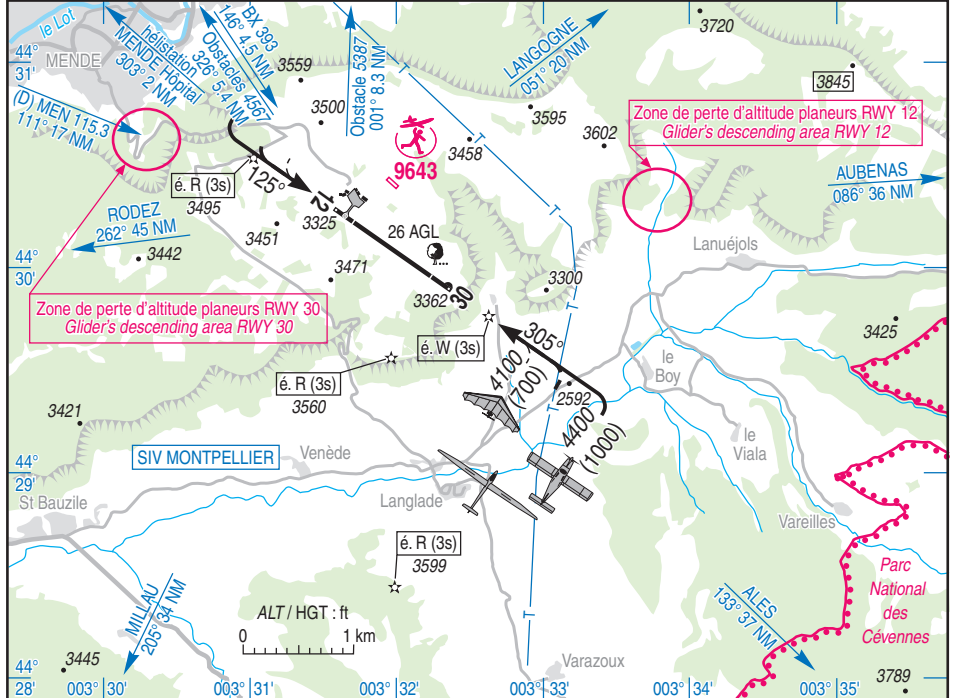 le Lot
MENDE
44°
31'
(D) MEN 115.3
111° 17 NM
hélistation
MENDE Hôpital
303° 2 NM
BX 393
146° 4.5 NM
Obstacles 4567
326° 5.4 NM
3559
3500
Obstacle 5387
001° 8.3 NM
LANGOGNE
051° 20 NM
3720
3845
3595
3602
3458
9643
Zone de perte d'altitude planeurs RWY 12
Glider's descending area RWY 12
AUBENAS
086° 36 NM
é. R (3s)
3495
125°
12
3325
3451
26 AGL
RODEZ
262° 45 NM
3442
44°
30'
3471
3362
30
3300
Lanuéjols
Zone de perte d'altitude planeurs RWY 30
Glider's descending area RWY 30
é. W (3s)
305°
3425
é. R (3s)
3560
4100
(700)
2592
4400
(1000)
le
Boy
le
Viala
3421
SIV MONTPELLIER
Venède
44°
29'
St Bauzile
Langlade
Vareilles
é. R (3s)
3599
T
T
T
T
MILLAU
205° 34 NM
ALT / HGT : ft
0 1 km
ALES
133° 37 NM
Parc
National
des
Cévennes
Varazoux
3445
3789
44°
28'
003° 30'
003° 31'
003° 32'
003° 33'
003° 34'
003° 35'